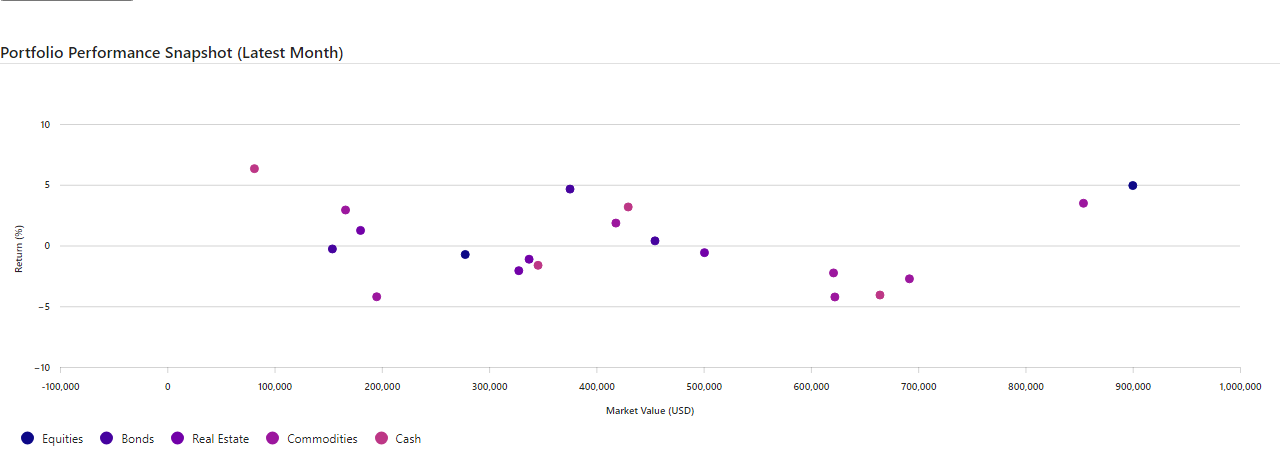 Portfolio Performance Snapshot (Latest Month)
10
5
0
−5
−10
Return (%)
-100,000 0 100,000 200,000 300,000 400,000 500,000 600,000 700,000 800,000 900,000 1,000,000
Market Value (USD)
Equities Bonds Real Estate Commodities Cash